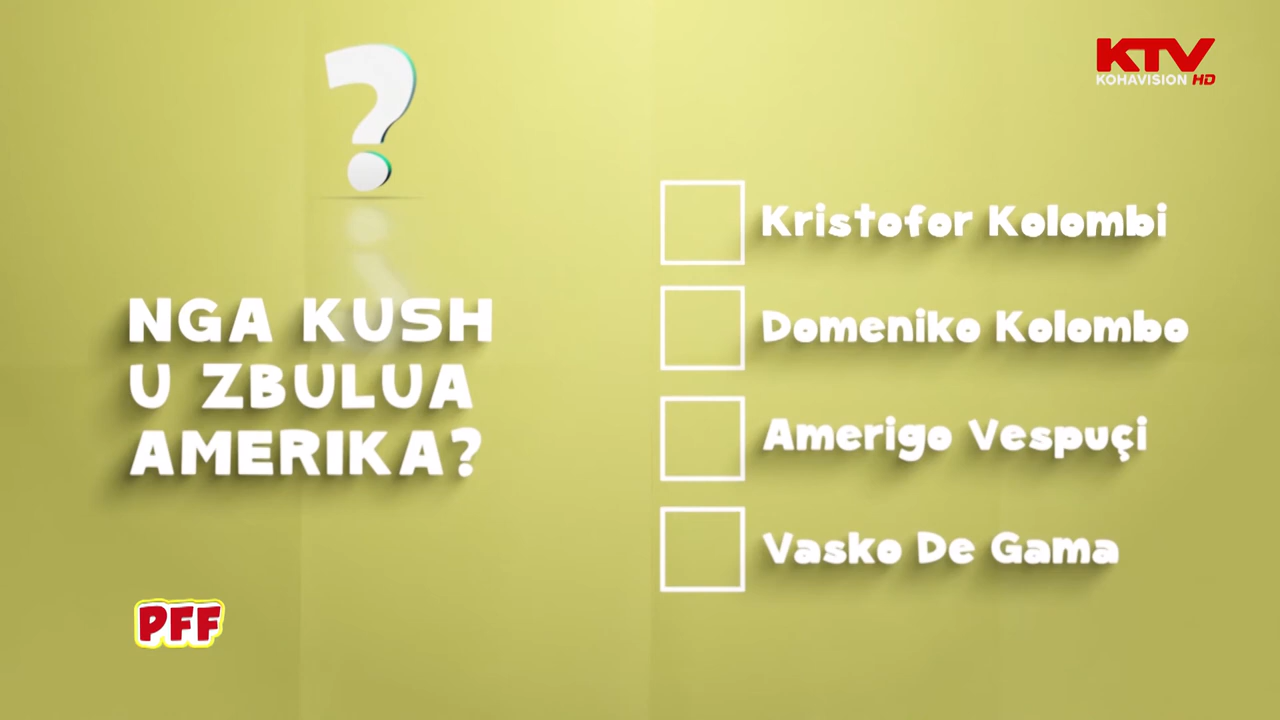 ?
KTV
KOHAVISION HD
NGA KUSH
U ZBULUA
AMERIKA?
Kristofor Kolombi
Domeniko Kolombo
Amerigo Vespuçi
Vasko De Gama
PFF